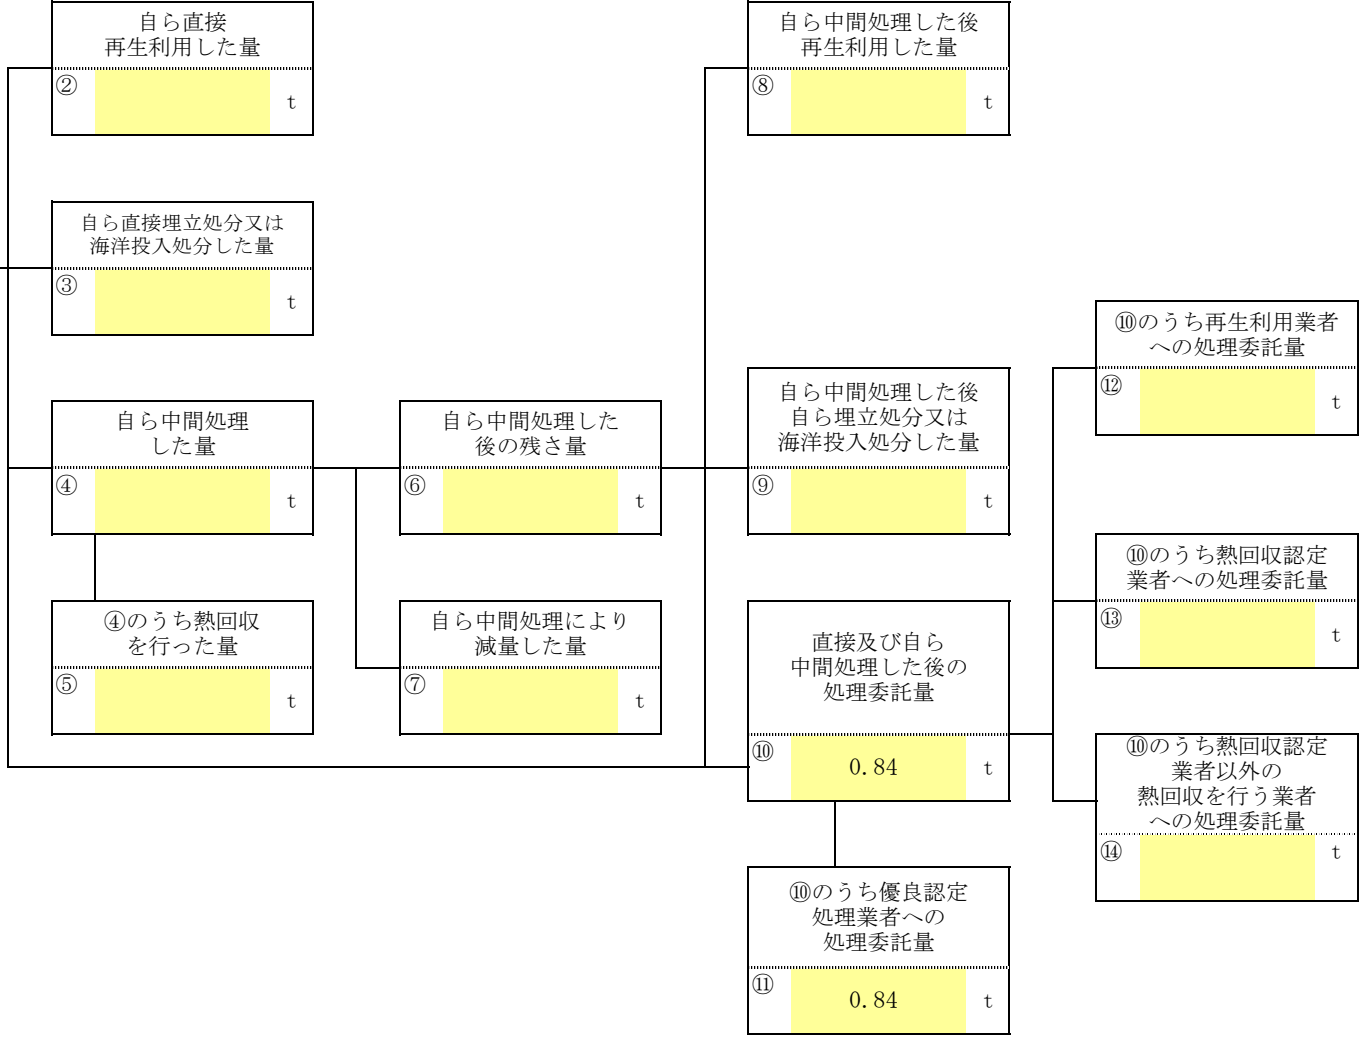 自ら直接
再生利用した量
②
t
自ら中間処理した後
再生利用した量
⑧
t
自ら直接埋立処分又は
海洋投入処分した量
③
t
⑩のうち再生利用業者
への処理委託量
⑫
t
自ら中間処理
した量
④
t
自ら中間処理した
後の残さ量
⑥
t
自ら中間処理した後
自ら埋立処分又は
海洋投入処分した量
⑨
t
⑩のうち熱回収認定
業者への処理委託量
⑬
t
④のうち熱回収
を行った量
⑤
t
自ら中間処理により
減量した量
⑦
t
直接及び自ら
中間処理した後の
処理委託量
⑩
0.84 t
⑩のうち熱回収認定
業者以外の
熱回収を行う業者
への処理委託量
⑭
t
⑩のうち優良認定
処理業者への
処理委託量
⑪
0.84 t